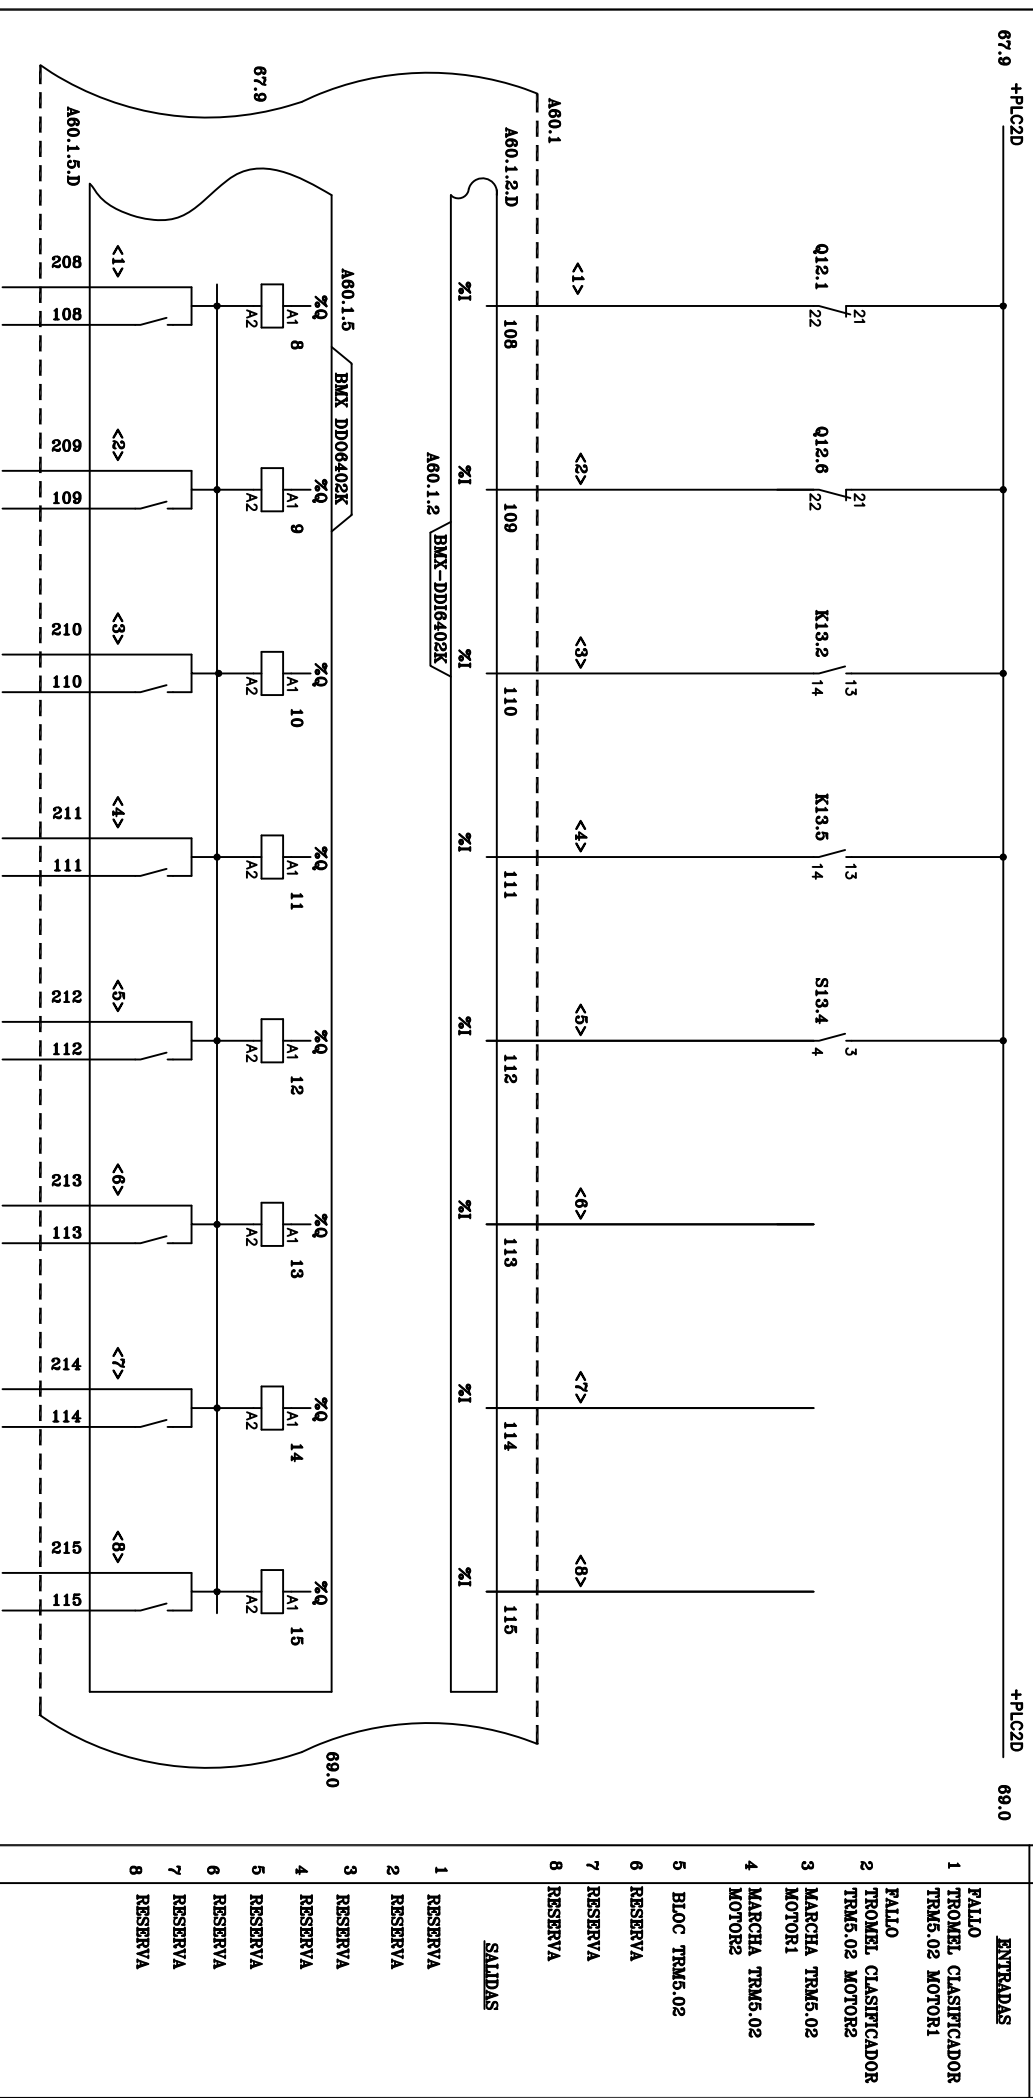 67.9 +PLC2D
+PLC2D 69.0
Q12.1
21
22
Q12.6
21
22
K13.2
13
14
K13.5
13
14
S13.4
3
4
<1>
<2>
<3>
<4>
<5>
<6>
<7>
<8>
A60.1
A60.1.2.D
108
109
110
111
112
113
114
115
%I
%I
%I
%I
%I
%I
%I
%I
A60.1.2
BMX-DDI6402K
A60.1.5
BMX DDO6402K
67.9
69.0
%Q
8
A1
A2
%Q
9
A1
A2
%Q
10
A1
A2
%Q
11
A1
A2
%Q
12
A1
A2
%Q
13
A1
A2
%Q
14
A1
A2
%Q
15
A1
A2
<1>
<2>
<3>
<4>
<5>
<6>
<7>
<8>
A60.1.5.D
208
108
209
109
210
110
211
111
212
112
213
113
214
114
215
115
ENTRADAS
FALLO
1 TROMEL CLASIFICADOR
TRM5.02 MOTOR1
FALLO
2 TROMEL CLASIFICADOR
TRM5.02 MOTOR2
3 MARCHA TRM5.02
MOTOR1
4 MARCHA TRM5.02
MOTOR2
5 BLOC TRM5.02
6 RESERVA
7 RESERVA
8 RESERVA
SALIDAS
1 RESERVA
2 RESERVA
3 RESERVA
4 RESERVA
5 RESERVA
6 RESERVA
7 RESERVA
8 RESERVA